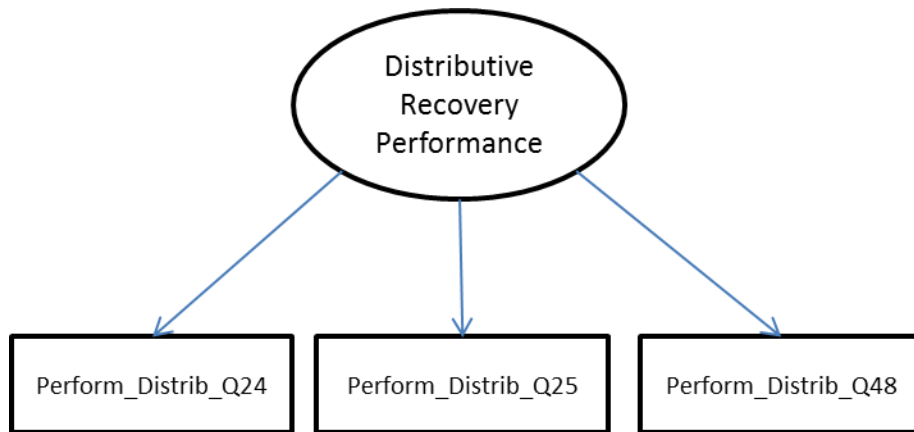 Distributive
Recovery
Performance
Perform_Distrib_Q24
Perform_Distrib_Q25
Perform_Distrib_Q48